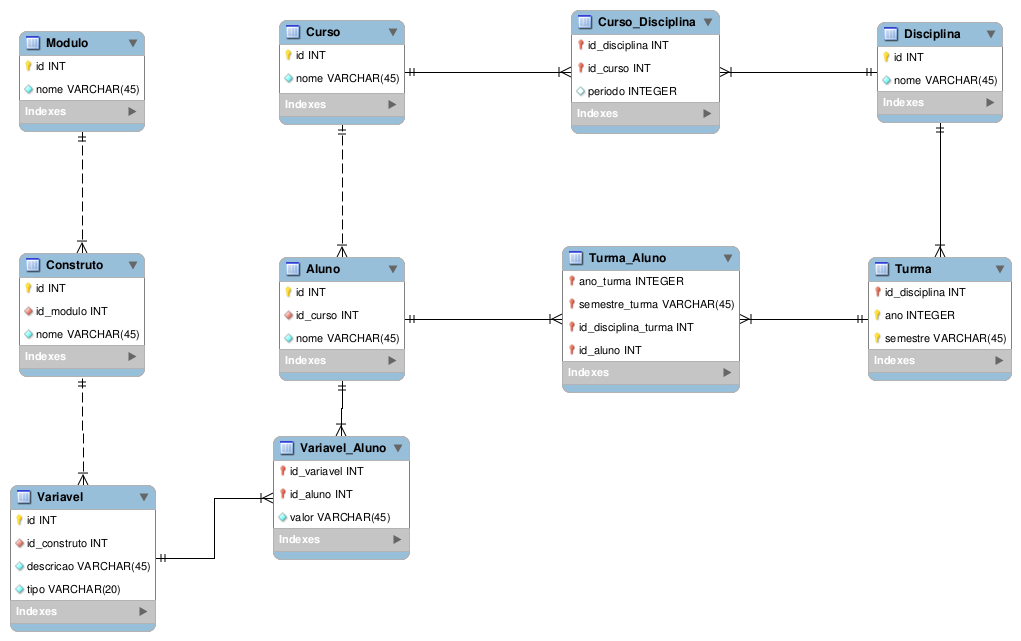 Modulo
id INT
nome VARCHAR(45)
Indexes
Curso
id INT
nome VARCHAR(45)
Indexes
Curso_Disciplina
id_disciplina INT
id_curso INT
periodo INTEGER
Indexes
Disciplina
id INT
nome VARCHAR(45)
Indexes
Construto
id INT
id_modulo INT
nome VARCHAR(45)
Indexes
Aluno
id INT
id_curso INT
nome VARCHAR(45)
Indexes
Turma_Aluno
ano_turma INTEGER
semestre_turma VARCHAR(45)
id_disciplina_turma INT
id_aluno INT
Indexes
Turma
id_disciplina INT
ano INTEGER
semestre VARCHAR(45)
Indexes
Variavel
id INT
id_construto INT
descricao VARCHAR(45)
tipo VARCHAR(20)
Indexes
Variavel_Aluno
id_variavel INT
id_aluno INT
valor VARCHAR(45)
Indexes